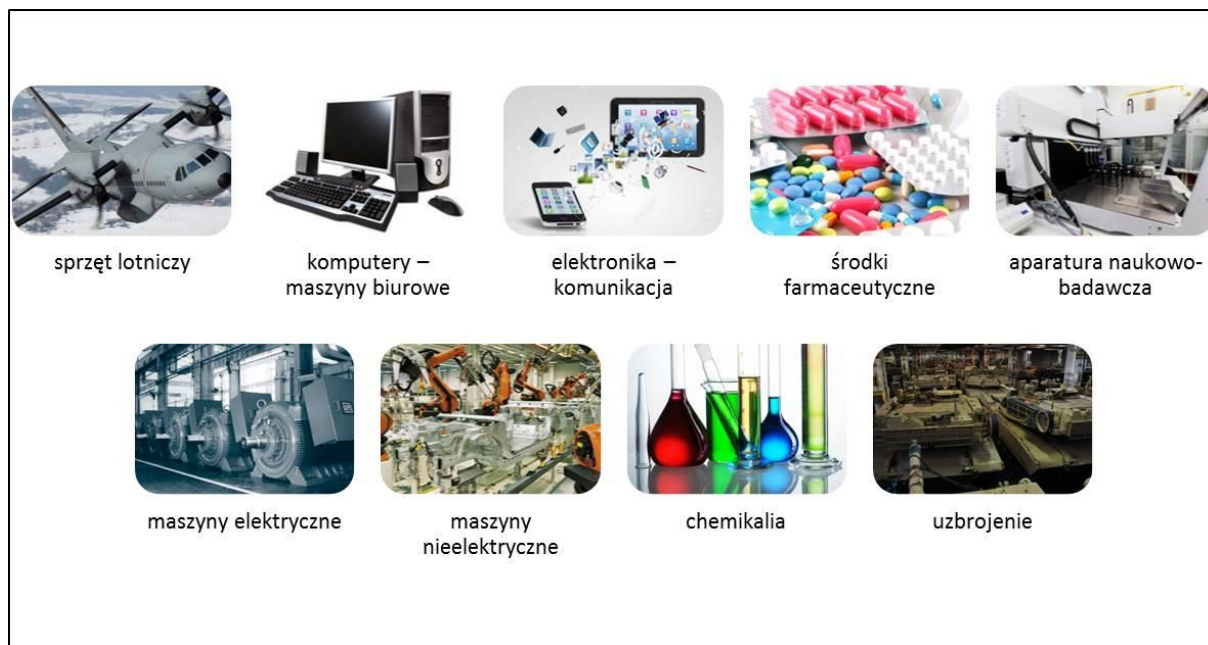 sprzęt lotniczy
komputery –
maszyny biurowe
elektronika –
komunikacja
środki
farmaceutyczne
aparatura naukowo-
badawcza
maszyny elektryczne
maszyny
nieelektryczne
chemikalia
uzbrojenie